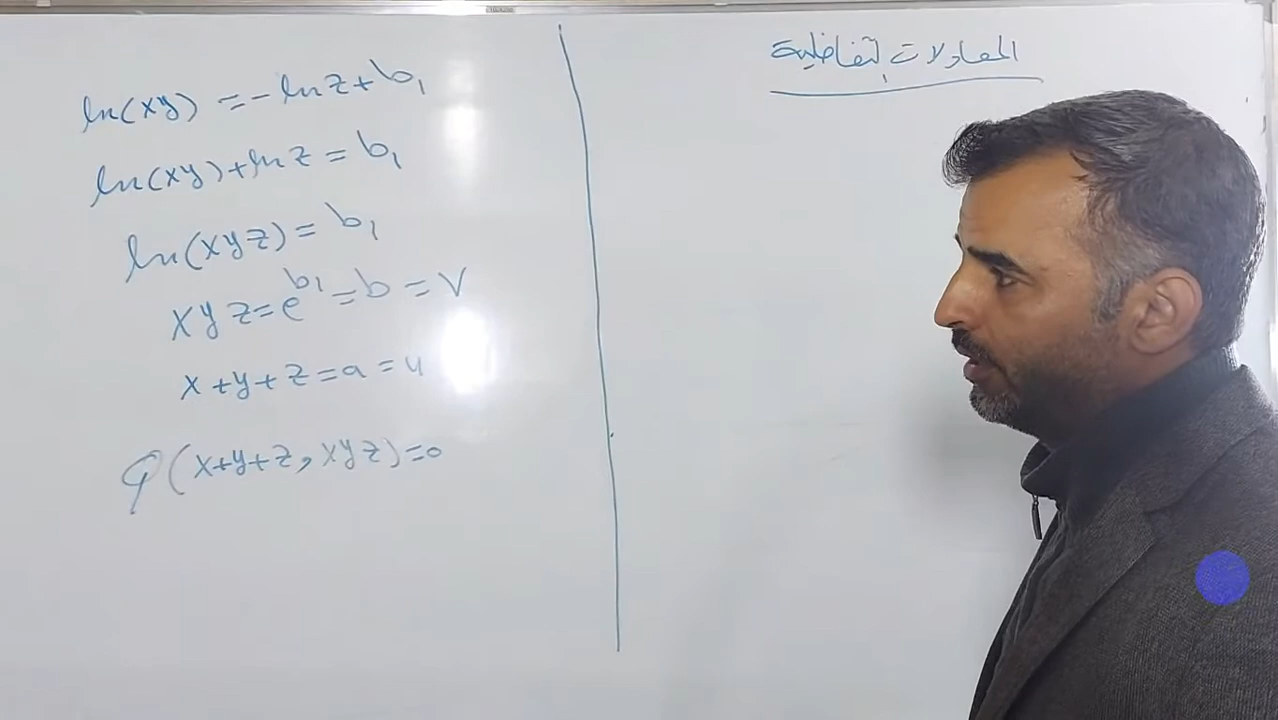 المعادلات التفاضلية
ln(xy) = -ln z + b₁
ln(xy) + ln z = b₁
ln(xyz) = b₁
xyz = e^b₁ = b = v
x + y + z = a = u
φ(x+y+z, xyz) = 0